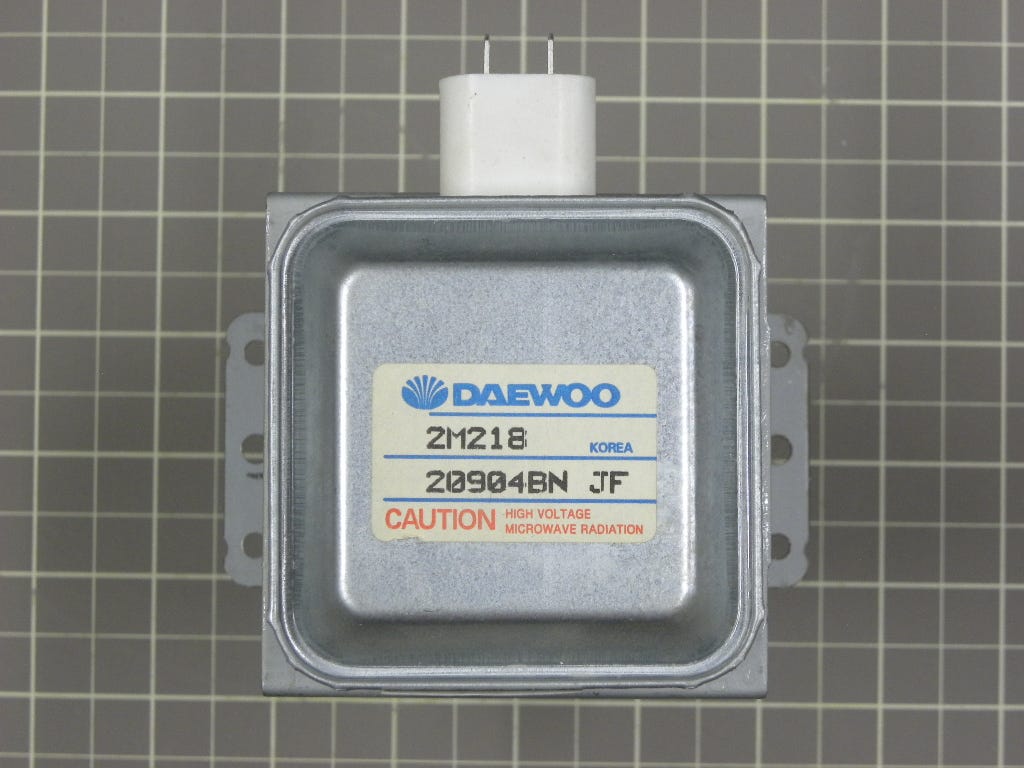 DAEWOO
2M218 KOREA
20904BN JF
CAUTION HIGH VOLTAGE
MICROWAVE RADIATION